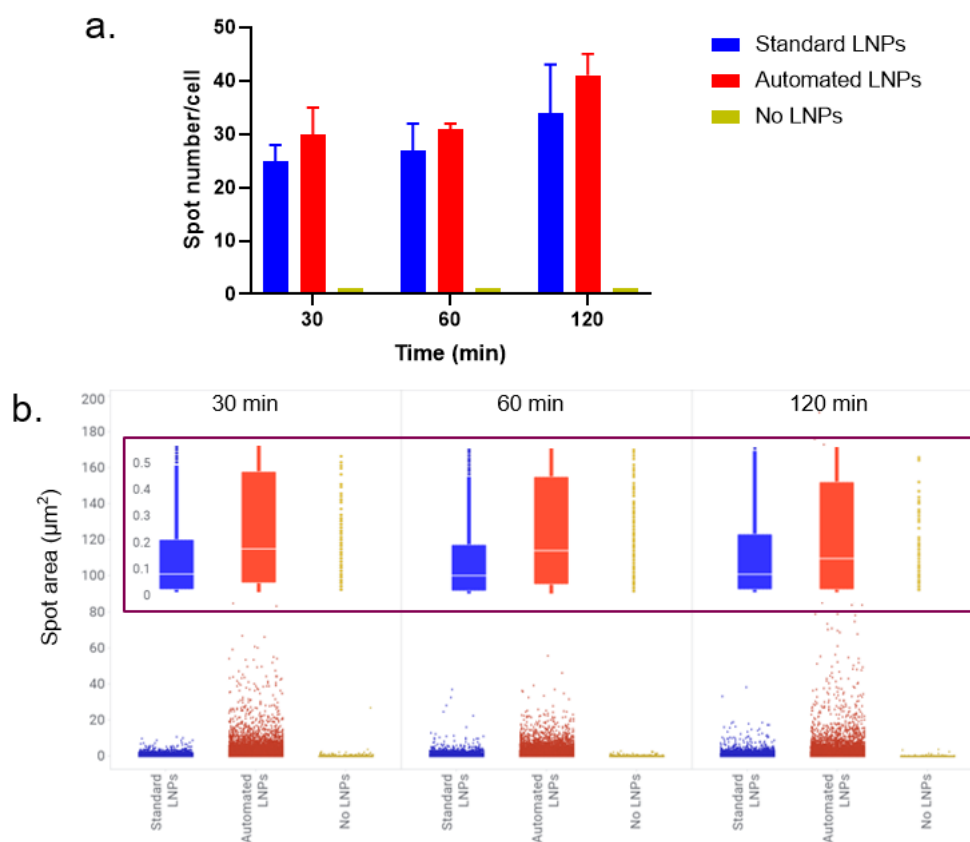 a.
50
40
30
20
10
0
Spot number/cell
30 60 120
Time (min)
Standard LNPs
Automated LNPs
No LNPs
b.
30 min 60 min 120 min
200
180
160
140
120
100
80
60
40
20
0
Spot area (µm²)
0.5
0.4
0.3
0.2
0.1
0
Standard LNPs
Automated LNPs
No LNPs
Standard LNPs
Automated LNPs
No LNPs
Standard LNPs
Automated LNPs
No LNPs